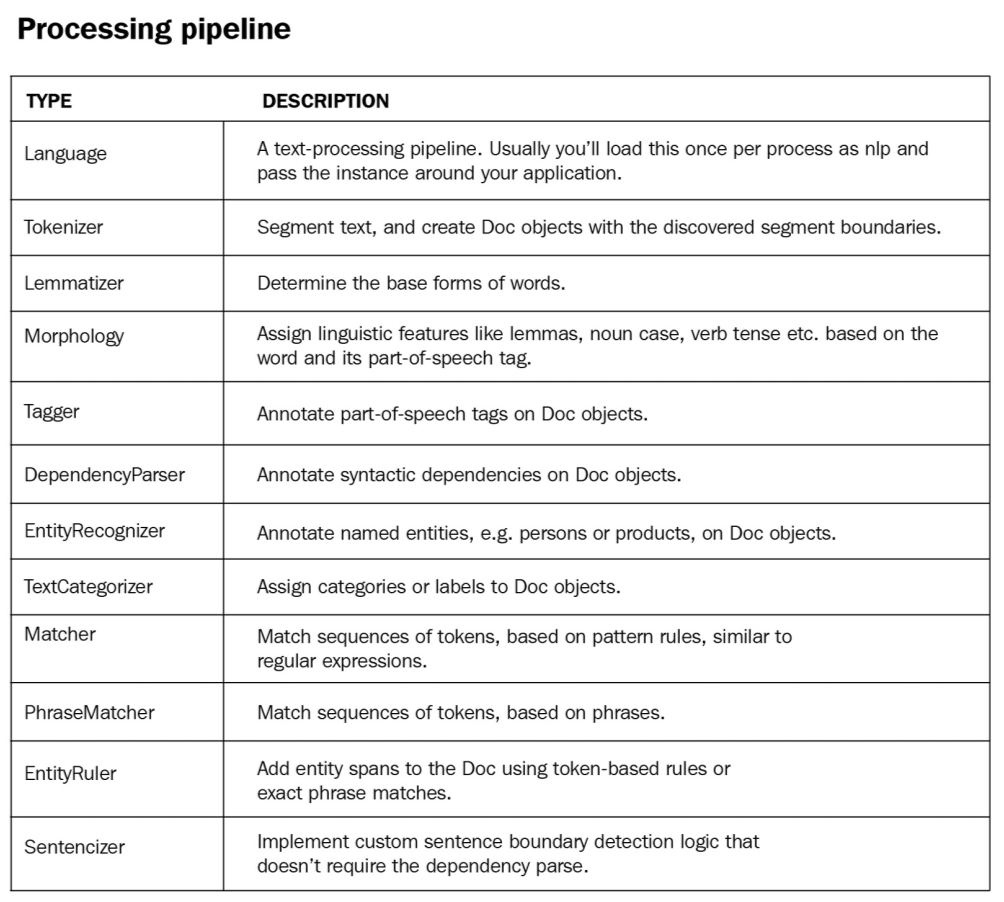 Processing pipeline
TYPE DESCRIPTION
Language A text-processing pipeline. Usually you'll load this once per process as nlp and
pass the instance around your application.
Tokenizer Segment text, and create Doc objects with the discovered segment boundaries.
Lemmatizer Determine the base forms of words.
Morphology Assign linguistic features like lemmas, noun case, verb tense etc. based on the
word and its part-of-speech tag.
Tagger Annotate part-of-speech tags on Doc objects.
DependencyParser Annotate syntactic dependencies on Doc objects.
EntityRecognizer Annotate named entities, e.g. persons or products, on Doc objects.
TextCategorizer Assign categories or labels to Doc objects.
Matcher Match sequences of tokens, based on pattern rules, similar to
regular expressions.
PhraseMatcher Match sequences of tokens, based on phrases.
EntityRuler Add entity spans to the Doc using token-based rules or
exact phrase matches.
Sentencizer Implement custom sentence boundary detection logic that
doesn't require the dependency parse.